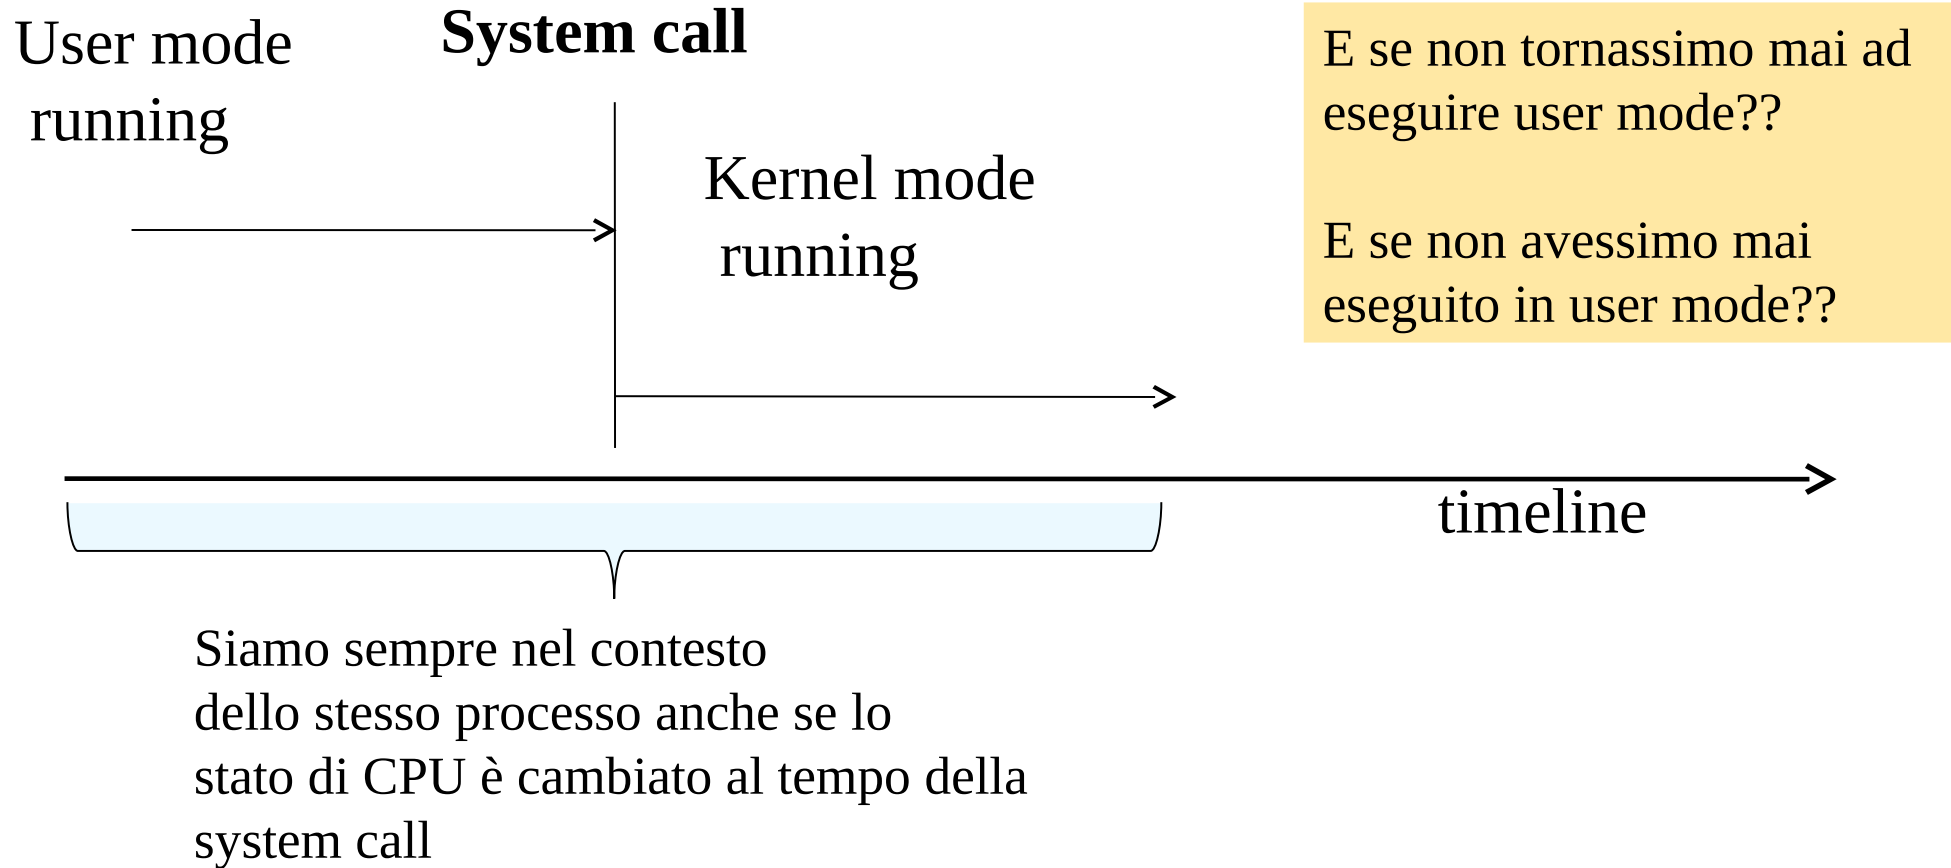 User mode
running
System call
Kernel mode
running
E se non tornassimo mai ad
eseguire user mode??
E se non avessimo mai
eseguito in user mode??
timeline
Siamo sempre nel contesto
dello stesso processo anche se lo
stato di CPU è cambiato al tempo della
system call